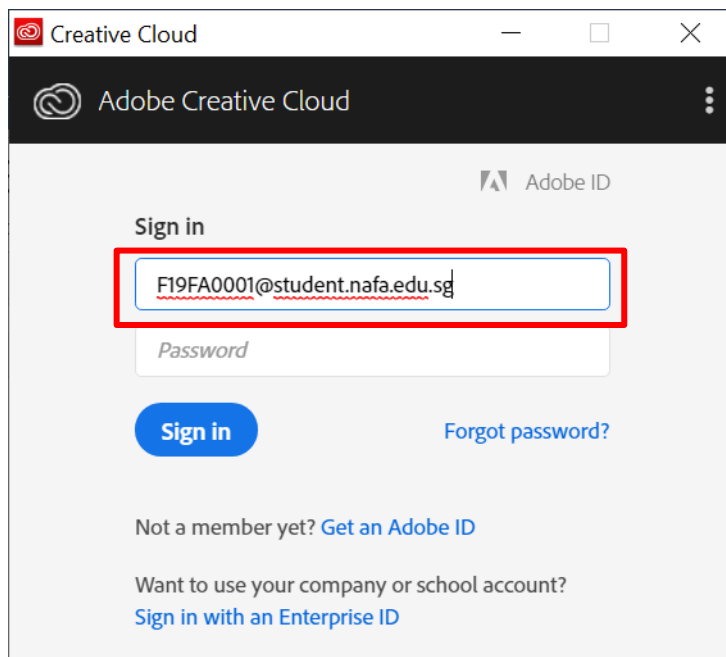 Creative Cloud
Adobe Creative Cloud
Adobe ID
Sign in
F19FA0001@student.nafa.edu.sg
Password
Sign in Forgot password?
Not a member yet? Get an Adobe ID
Want to use your company or school account?
Sign in with an Enterprise ID